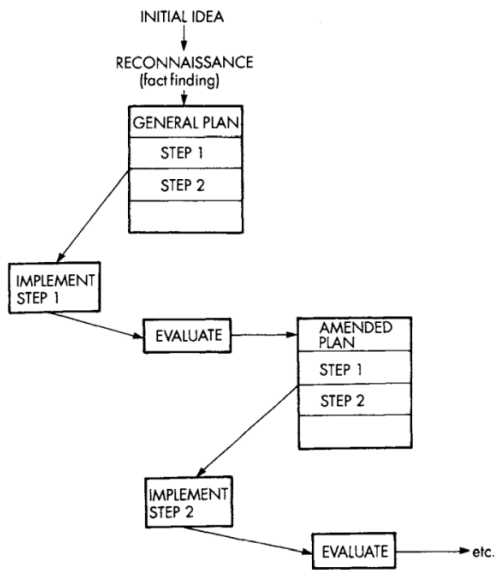 INITIAL IDEA
RECONNAISSANCE
(fact finding)
GENERAL PLAN
STEP 1
STEP 2
IMPLEMENT
STEP 1
EVALUATE
AMENDED
PLAN
STEP 1
STEP 2
IMPLEMENT
STEP 2
EVALUATE
etc.